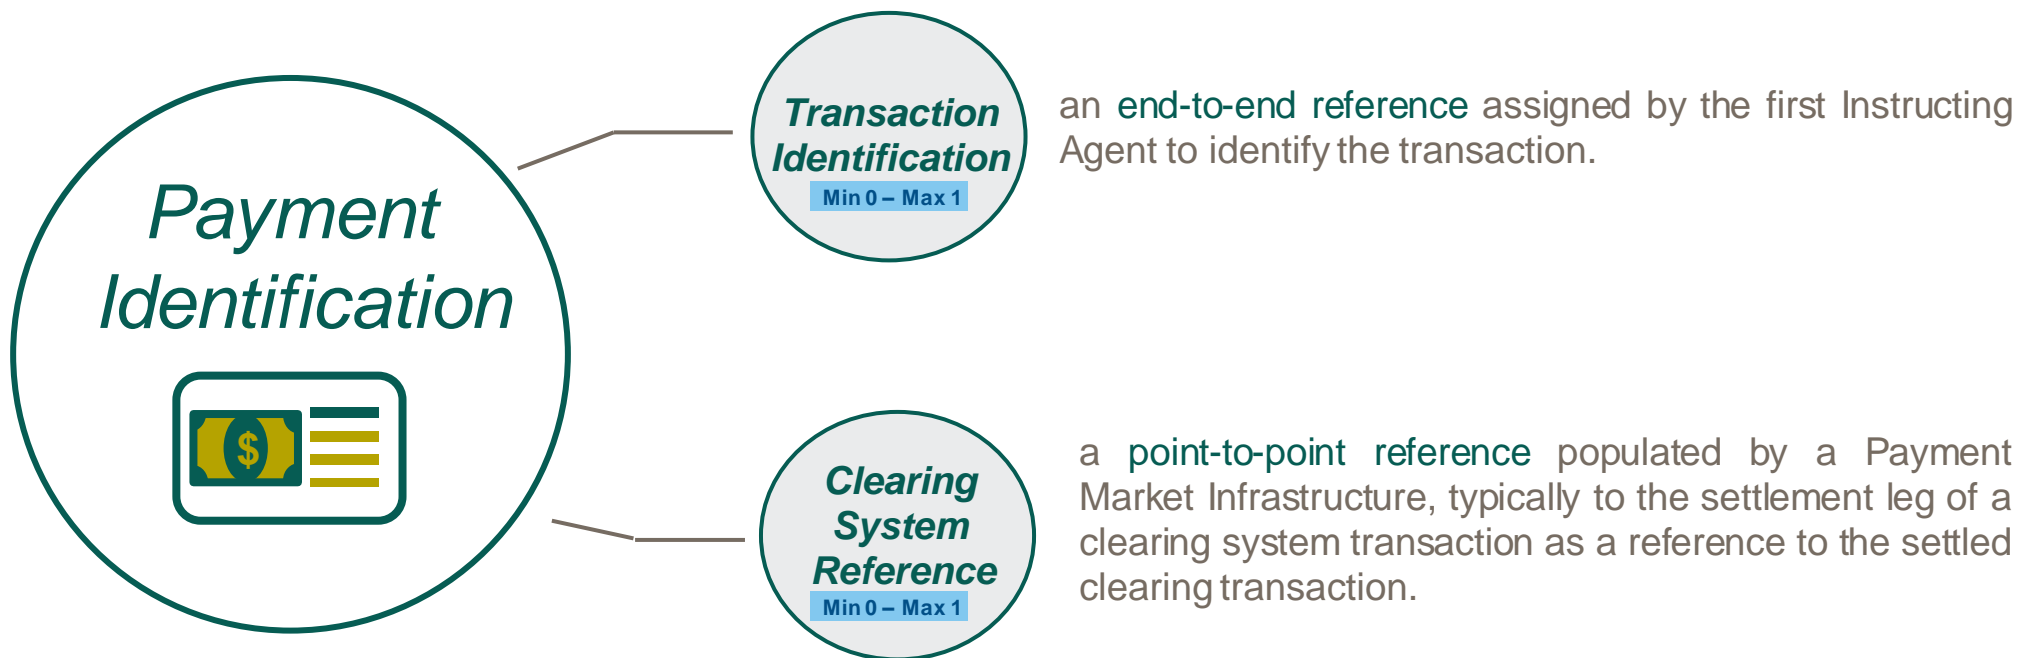 Payment
Identification
$
Transaction
Identification
Min 0 – Max 1
an end-to-end reference assigned by the first Instructing
Agent to identify the transaction.
Clearing
System
Reference
Min 0 – Max 1
a point-to-point reference populated by a Payment
Market Infrastructure, typically to the settlement leg of a
clearing system transaction as a reference to the settled
clearing transaction.